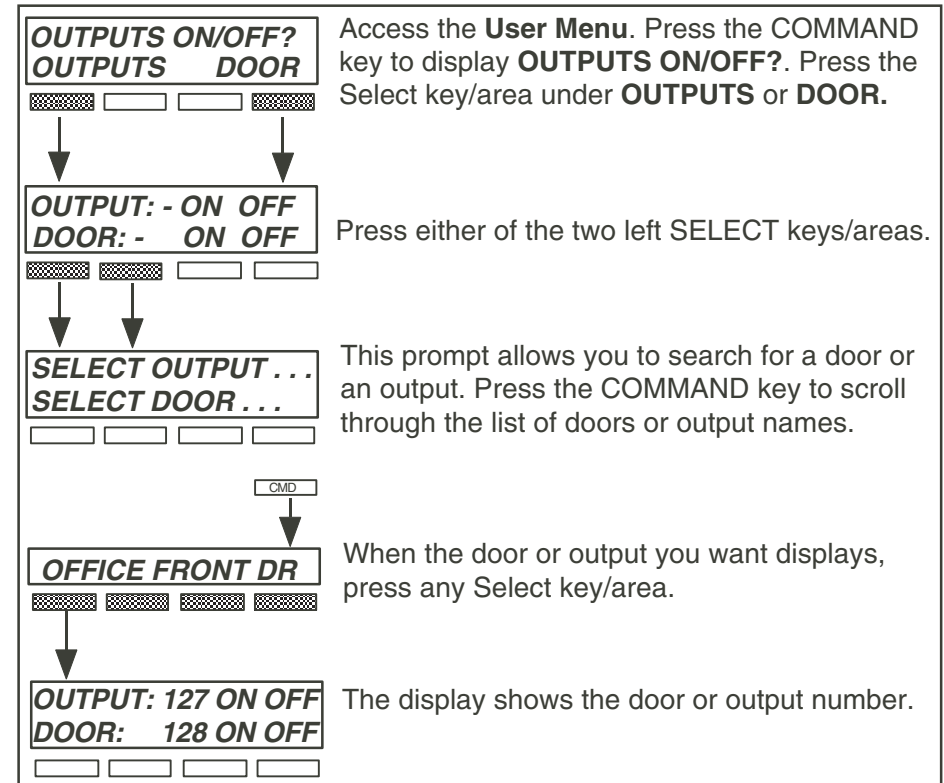 OUTPUTS ON/OFF?
OUTPUTS DOOR
Access the User Menu. Press the COMMAND
key to display OUTPUTS ON/OFF?. Press the
Select key/area under OUTPUTS or DOOR.
OUTPUT: - ON OFF
DOOR: - ON OFF
Press either of the two left SELECT keys/areas.
SELECT OUTPUT . . .
SELECT DOOR . . .
This prompt allows you to search for a door or
an output. Press the COMMAND key to scroll
through the list of doors or output names.
CMD
OFFICE FRONT DR
When the door or output you want displays,
press any Select key/area.
OUTPUT: 127 ON OFF
DOOR: 128 ON OFF
The display shows the door or output number.